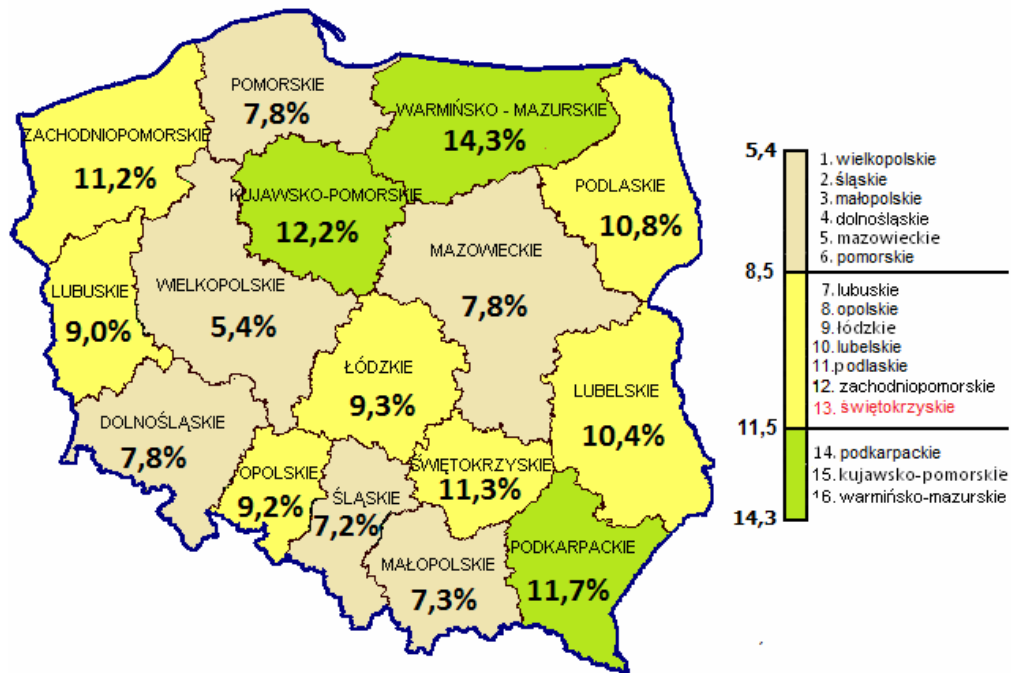 POMORSKIE
7,8%
WARMIŃSKO - MAZURSKIE
14,3%
ZACHODNIOPOMORSKIE
11,2%
KUJAWSKO-POMORSKIE
12,2%
PODLASKIE
10,8%
MAZOWIECKIE
7,8%
LUBUSKIE
9,0%
WIELKOPOLSKIE
5,4%
ŁÓDZKIE
9,3%
LUBELSKIE
10,4%
DOLNOŚLĄSKIE
7,8%
OPOLSKIE
9,2%
ŚLĄSKIE
7,2%
ŚWIĘTOKRZYSKIE
11,3%
MAŁOPOLSKIE
7,3%
PODKARPACKIE
11,7%
5,4
1. wielkopolskie
2. śląskie
3. małopolskie
4. dolnośląskie
5. mazowieckie
6. pomorskie
8,5
7. lubuskie
8. opolskie
9. łódzkie
10. lubelskie
11. podlaskie
12. zachodniopomorskie
13. świętokrzyskie
11,5
14. podkarpackie
15. kujawsko-pomorskie
16. warmińsko-mazurskie
14,3